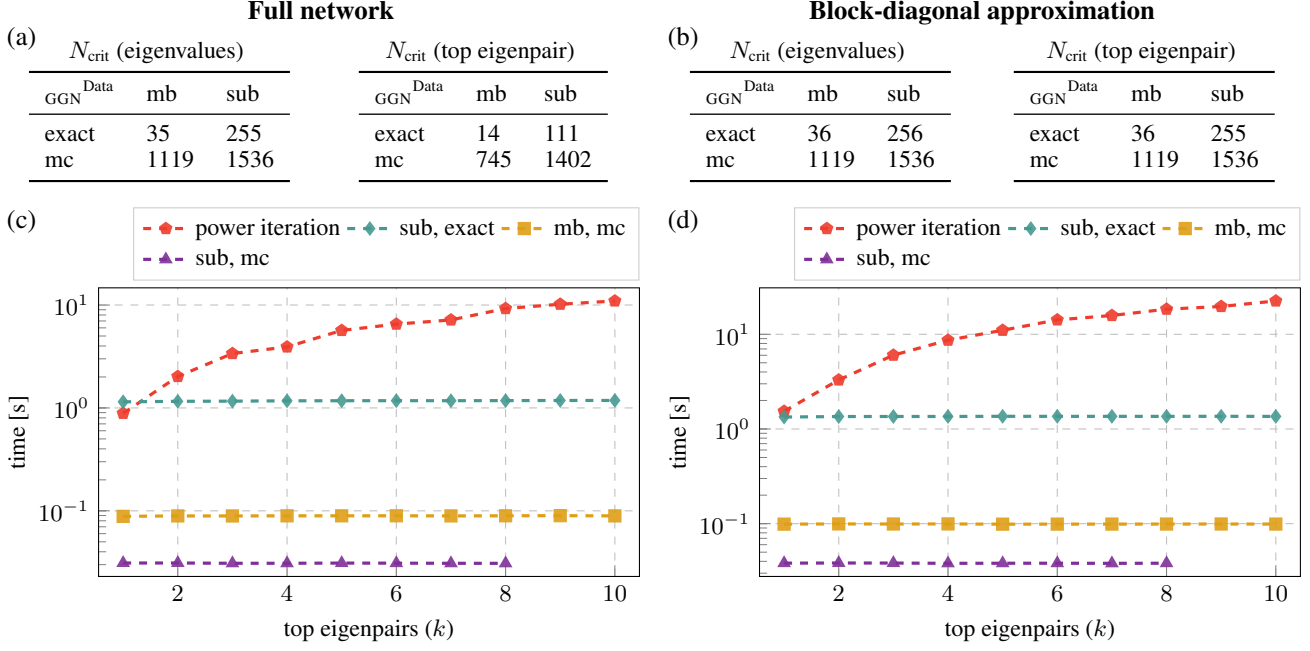 Full network
Block-diagonal approximation
(a)
N_crit (eigenvalues)
GGN Data mb sub
exact 35 255
mc 1119 1536
N_crit (top eigenpair)
GGN Data mb sub
exact 14 111
mc 745 1402
(b)
N_crit (eigenvalues)
GGN Data mb sub
exact 36 256
mc 1119 1536
N_crit (top eigenpair)
GGN Data mb sub
exact 36 255
mc 1119 1536
(c)
power iteration sub, exact mb, mc
sub, mc
time [s]
10^1
10^0
10^−1
2 4 6 8 10
top eigenpairs (k)
(d)
power iteration sub, exact mb, mc
sub, mc
time [s]
10^1
10^0
10^−1
2 4 6 8 10
top eigenpairs (k)